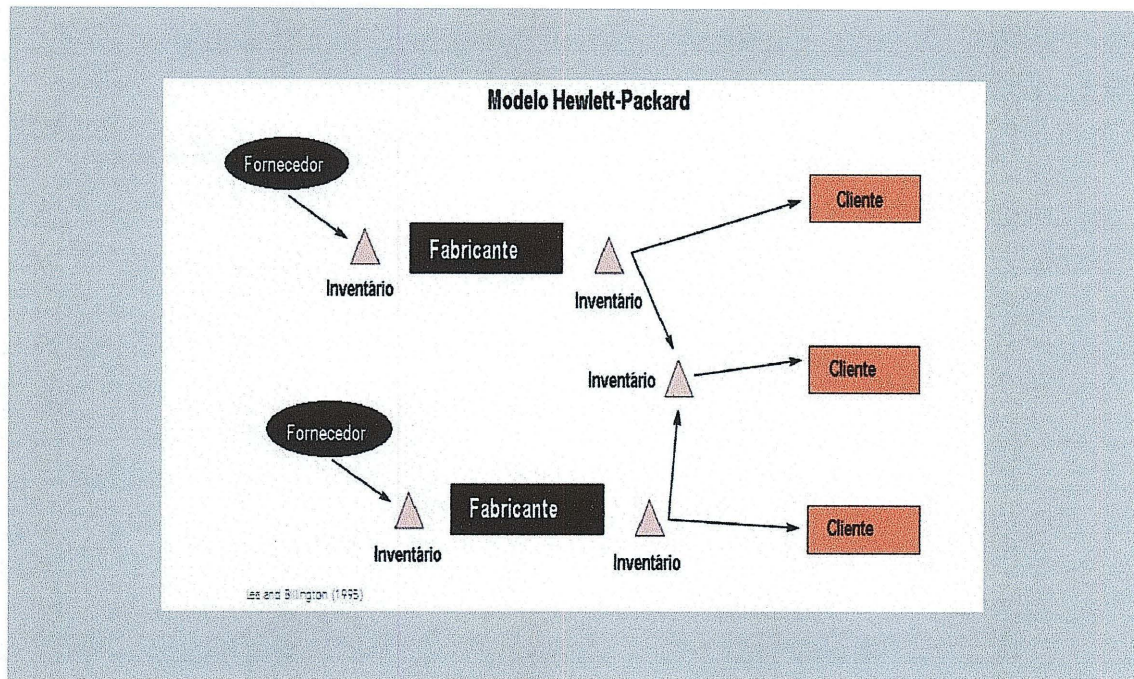 Modelo Hewlett-Packard
Fornecedor
Cliente
Fabricante
Inventário
Inventário
Cliente
Inventário
Fornecedor
Fabricante
Cliente
Inventário
Inventário
Lee and Billington (1995)